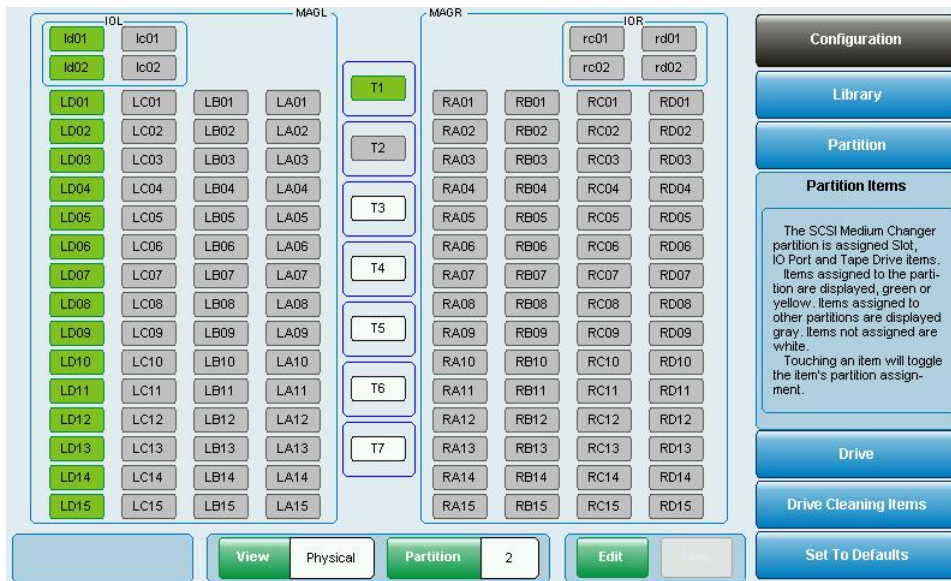 IOL MAGL MAGR IOR
ld01 lc01 rc01 rd01 Configuration
ld02 lc02 rc02 rd02
T1
LD01 LC01 LB01 LA01 RA01 RB01 RC01 RD01 Library
LD02 LC02 LB02 LA02 RA02 RB02 RC02 RD02
T2
LD03 LC03 LB03 LA03 RA03 RB03 RC03 RD03 Partition
LD04 LC04 LB04 LA04 RA04 RB04 RC04 RD04
T3
LD05 LC05 LB05 LA05 RA05 RB05 RC05 RD05
LD06 LC06 LB06 LA06 RA06 RB06 RC06 RD06
T4
LD07 LC07 LB07 LA07 RA07 RB07 RC07 RD07
LD08 LC08 LB08 LA08 RA08 RB08 RC08 RD08
T5
LD09 LC09 LB09 LA09 RA09 RB09 RC09 RD09
LD10 LC10 LB10 LA10 RA10 RB10 RC10 RD10
T6
LD11 LC11 LB11 LA11 RA11 RB11 RC11 RD11
LD12 LC12 LB12 LA12 RA12 RB12 RC12 RD12
T7
LD13 LC13 LB13 LA13 RA13 RB13 RC13 RD13
LD14 LC14 LB14 LA14 RA14 RB14 RC14 RD14
LD15 LC15 LB15 LA15 RA15 RB15 RC15 RD15
Partition Items
The SCSI Medium Changer
partition is assigned Slot,
IO Port and Tape Drive items.
Items assigned to the parti-
tion are displayed, green or
yellow. Items assigned to
other partitions are displayed
gray. Items not assigned are
white.
Touching an item will toggle
the item's partition assign-
ment.
Drive
Drive Cleaning Items
Set To Defaults
View Physical Partition 2 Edit Save